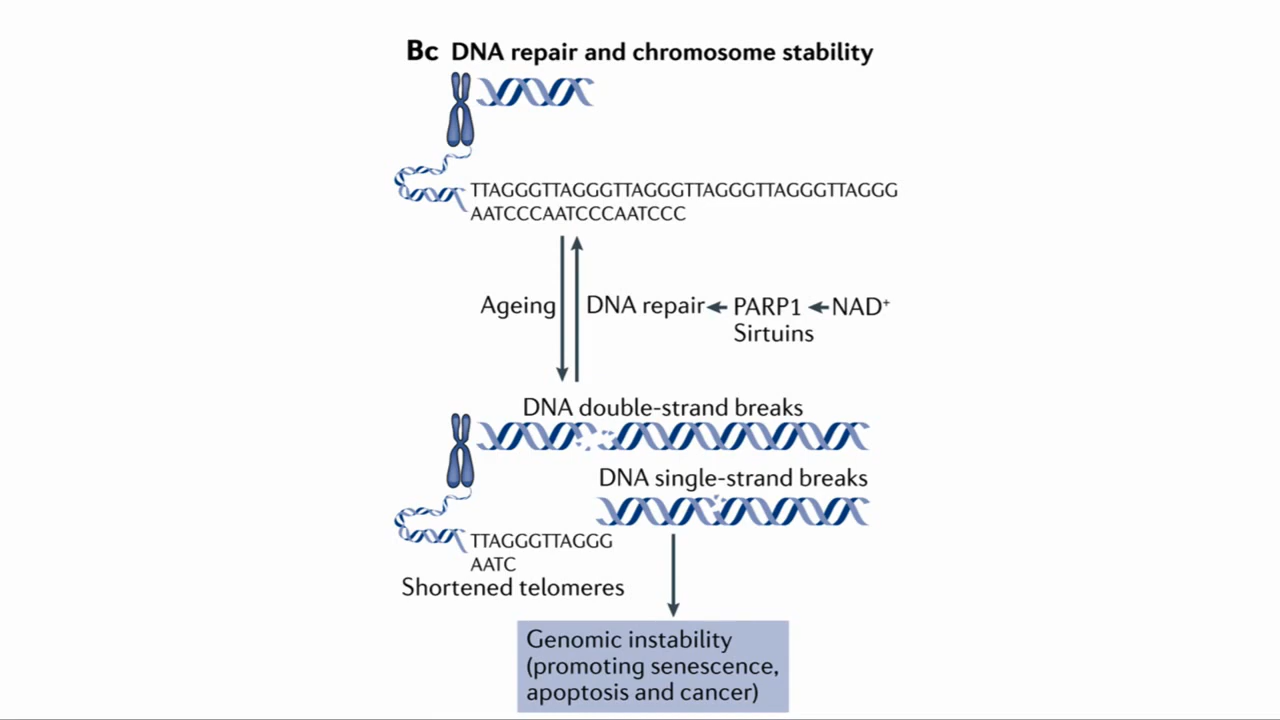 Bc DNA repair and chromosome stability
TTAGGGTTAGGGTTAGGGTTAGGGTTAGGGTTAGGG
AATCCCAATCCCAATCCC
Ageing
DNA repair
PARP1
NAD⁺
Sirtuins
DNA double-strand breaks
DNA single-strand breaks
TTAGGGTTAGGG
AATC
Shortened telomeres
Genomic instability
(promoting senescence,
apoptosis and cancer)